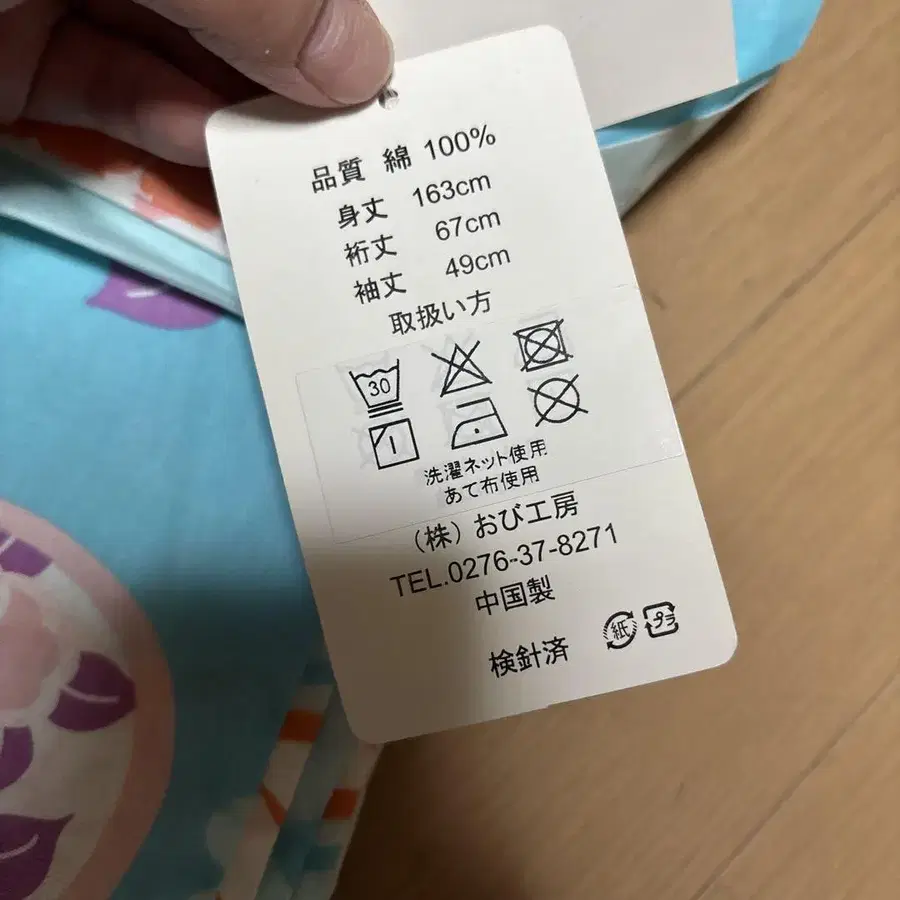 品質 綿 100%
身丈 163cm
裄丈 67cm
袖丈 49cm
取扱い方
30
洗濯ネット使用
あて布使用
（株）おび工房
TEL.0276-37-8271
中国製
検針済 紙 プラ